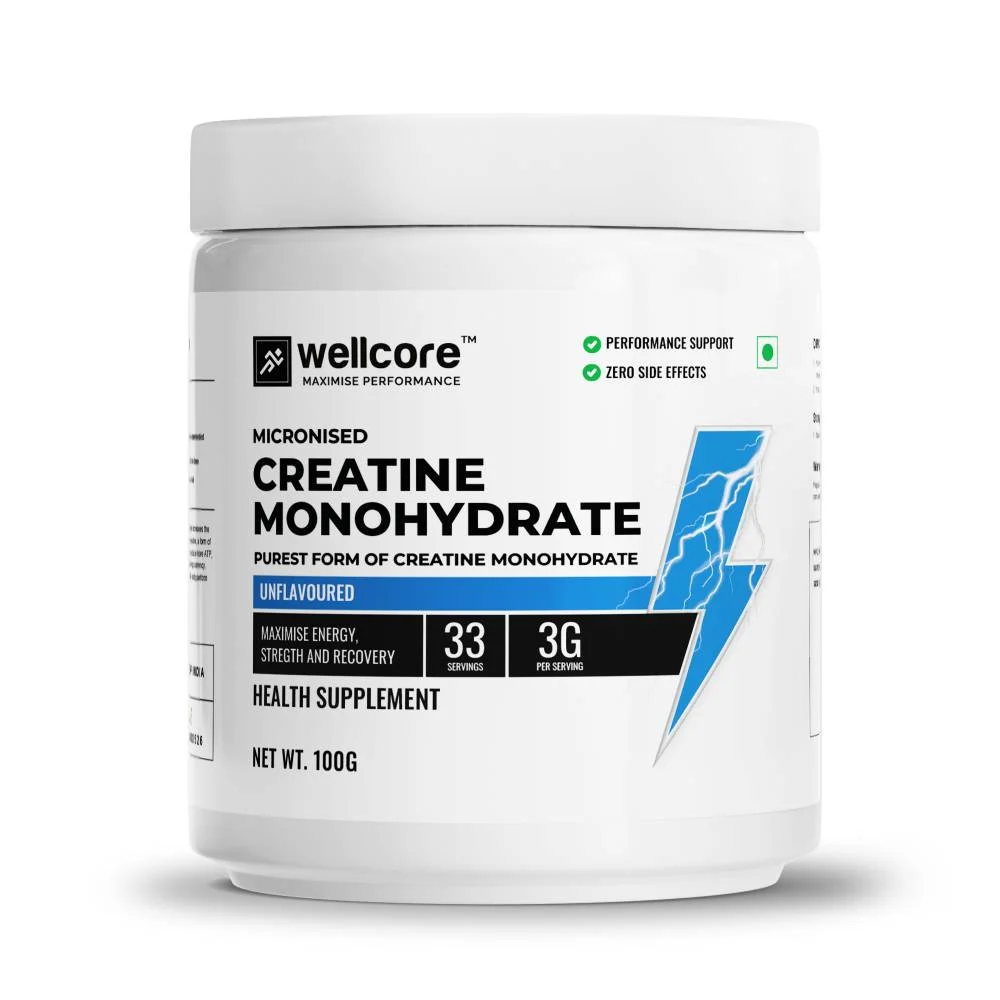 wellcore™
MAXIMISE PERFORMANCE
PERFORMANCE SUPPORT
ZERO SIDE EFFECTS
MICRONISED
CREATINE
MONOHYDRATE
PUREST FORM OF CREATINE MONOHYDRATE
UNFLAVOURED
MAXIMISE ENERGY,
STREGTH AND RECOVERY
33
SERVINGS
3G
PER SERVING
HEALTH SUPPLEMENT
NET WT. 100G